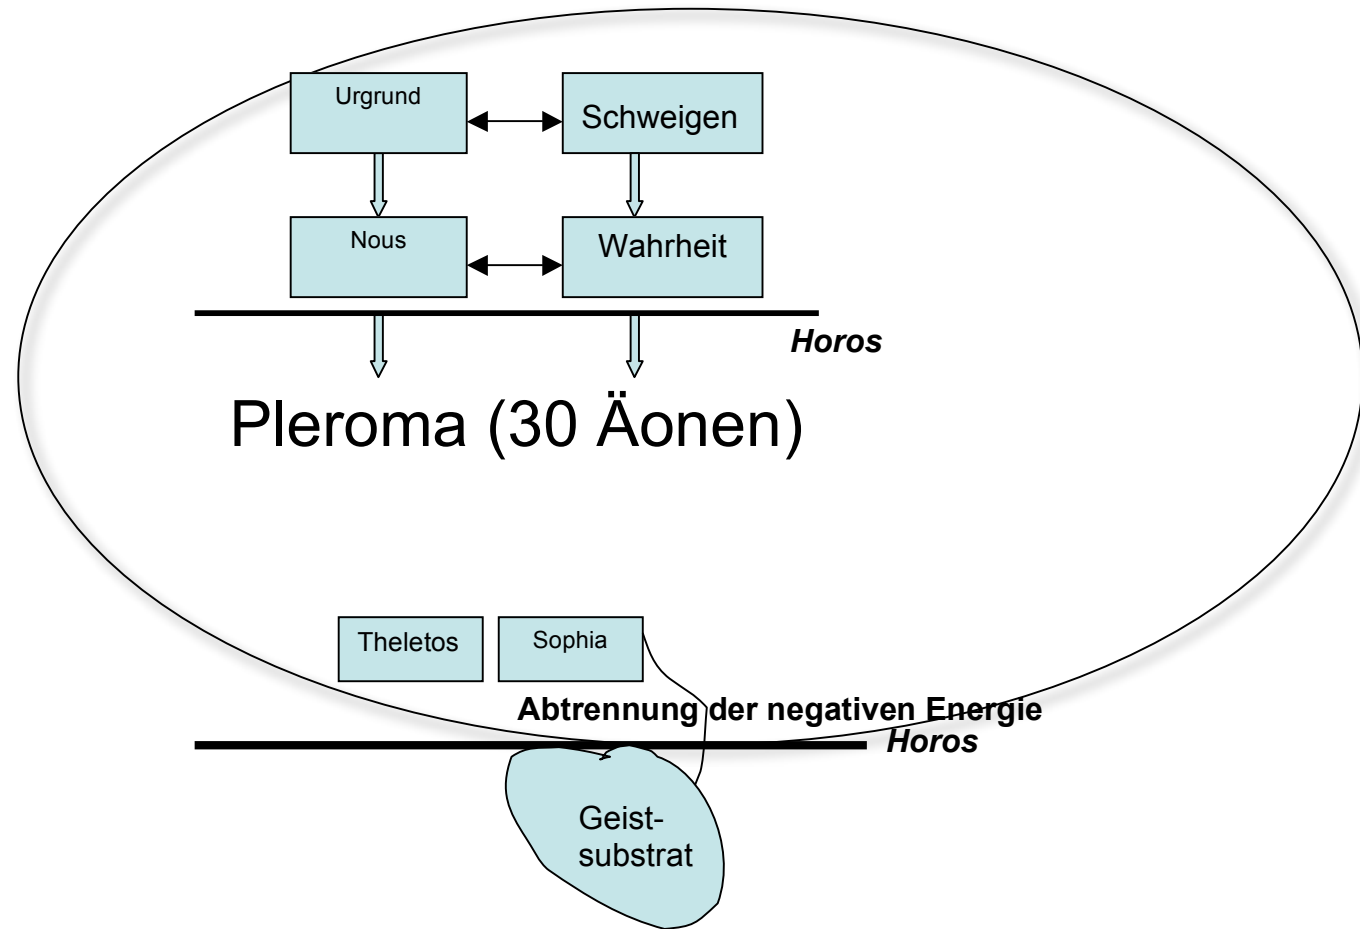 Urgrund
Schweigen
Nous
Wahrheit
Horos
Pleroma (30 Äonen)
Theletos
Sophia
Abtrennung der negativen Energie
Horos
Geist-
substrat